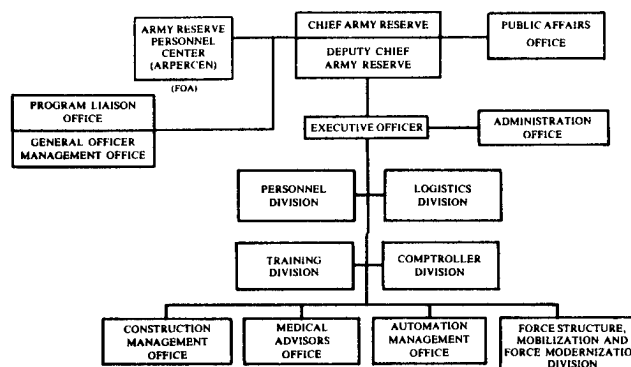 CHIEF ARMY RESERVE
DEPUTY CHIEF
ARMY RESERVE
ARMY RESERVE
PERSONNEL
CENTER
(ARPERCEN)
(FOA)
PUBLIC AFFAIRS
OFFICE
PROGRAM LIAISON
OFFICE
GENERAL OFFICER
MANAGEMENT OFFICE
EXECUTIVE OFFICER
ADMINISTRATION
OFFICE
PERSONNEL
DIVISION
LOGISTICS
DIVISION
TRAINING
DIVISION
COMPTROLLER
DIVISION
CONSTRUCTION
MANAGEMENT
OFFICE
MEDICAL
ADVISORS
OFFICE
AUTOMATION
MANAGEMENT
OFFICE
FORCE STRUCTURE,
MOBILIZATION AND
FORCE MODERNIZATION
DIVISION